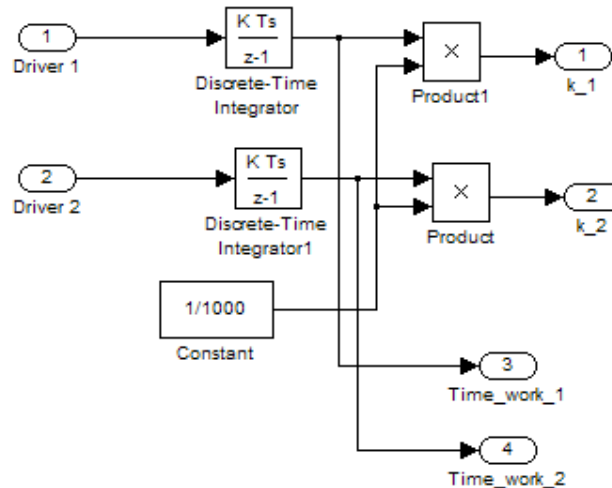 1
Driver 1
K Ts
z-1
Discrete-Time
Integrator
×
Product1
1
k_1
2
Driver 2
K Ts
z-1
Discrete-Time
Integrator1
×
Product
2
k_2
1/1000
Constant
3
Time_work_1
4
Time_work_2